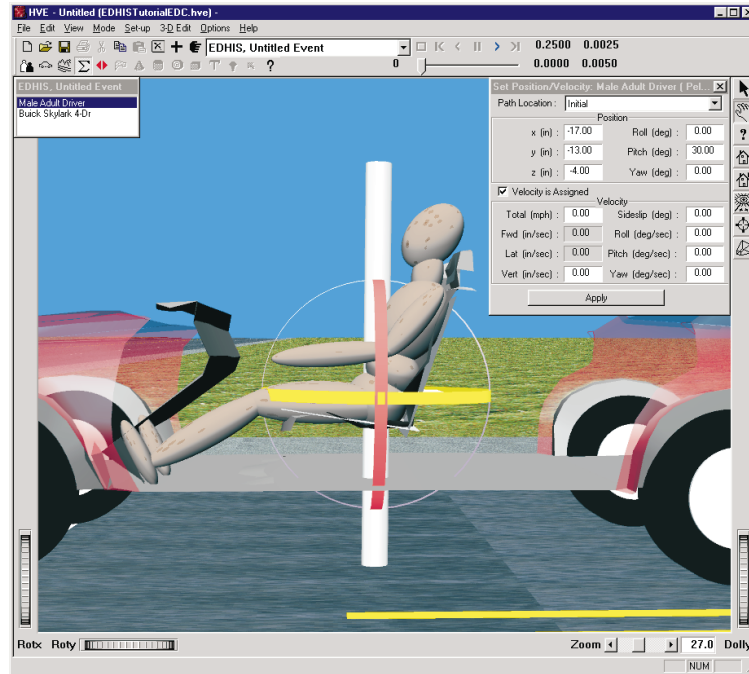 HVE - Untitled (EDHISTutorialEDC.hve) -
File Edit View Mode Set-up 3-D Edit Options Help
EDHIS, Untitled Event
0.2500 0.0025
0 0.0000 0.0050
EDHIS, Untitled Event
Male Adult Driver
Buick Skylark 4-Dr
Set Position/Velocity: Male Adult Driver ( Pel...
Path Location : Initial
Position
x (in) : -17.00 Roll (deg) : 0.00
y (in) : -13.00 Pitch (deg) : 30.00
z (in) : -4.00 Yaw (deg) : 0.00
Velocity is Assigned
Velocity
Total (mph) : 0.00 Sideslip (deg) : 0.00
Fwd (in/sec) : 0.00 Roll (deg/sec) : 0.00
Lat (in/sec) : 0.00 Pitch (deg/sec) : 0.00
Vert (in/sec) : 0.00 Yaw (deg/sec) : 0.00
Apply
Rotx Roty Zoom 27.0 Dolly
NUM